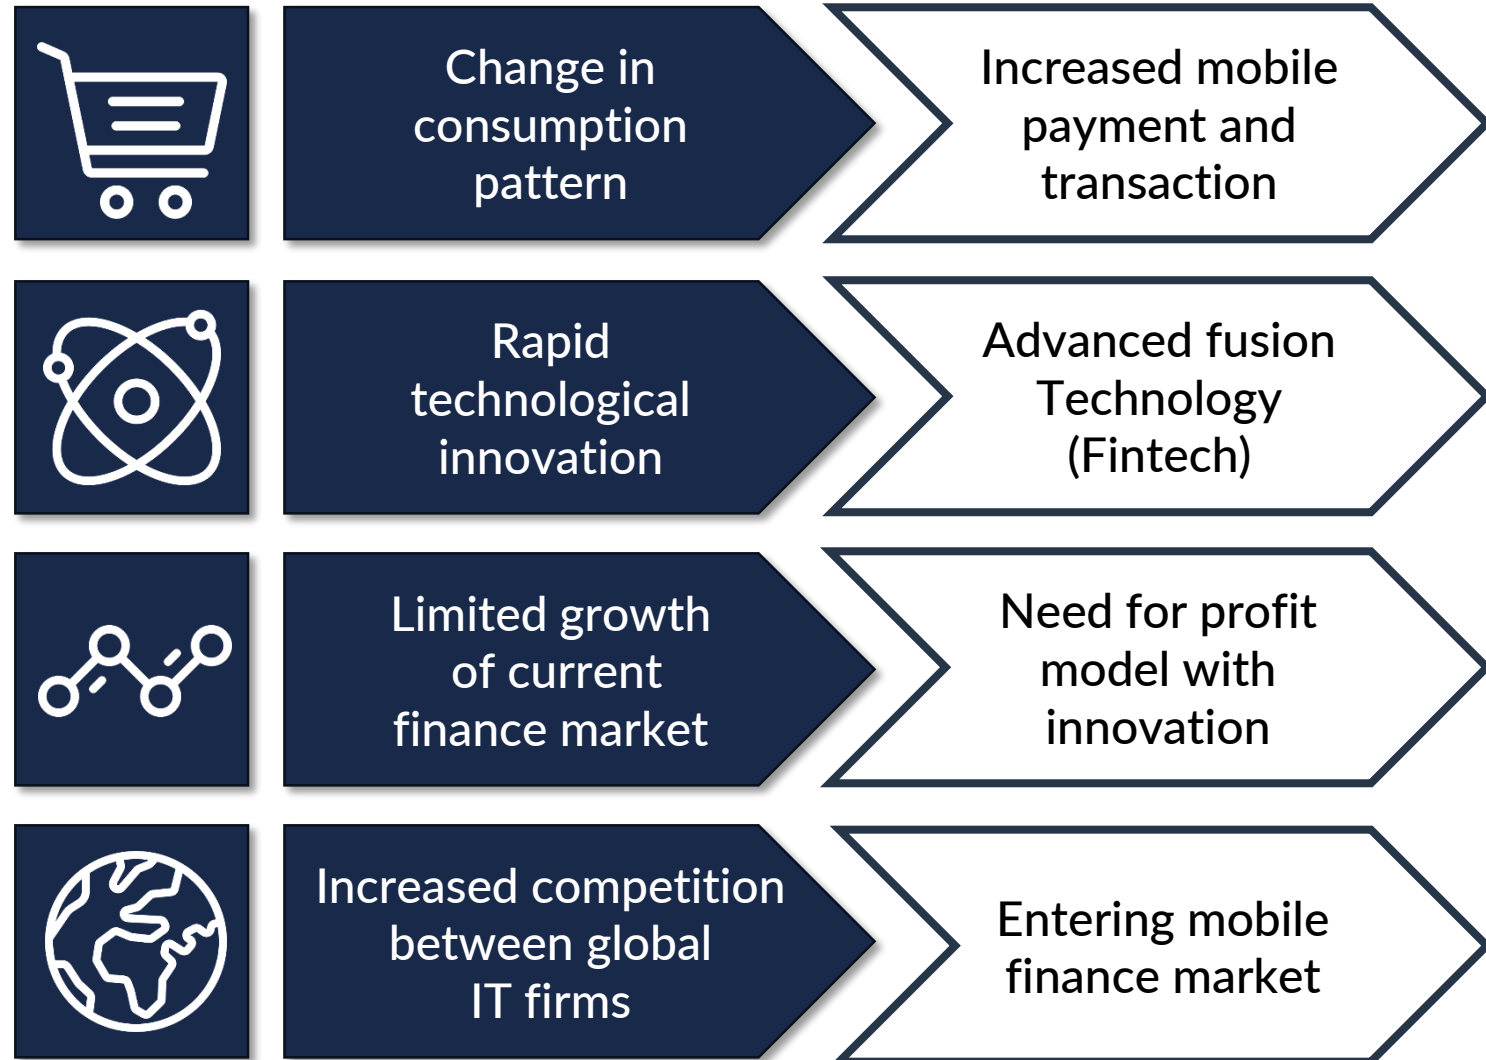 Change in
consumption
pattern
Increased mobile
payment and
transaction
Rapid
technological
innovation
Advanced fusion
Technology
(Fintech)
Limited growth
of current
finance market
Need for profit
model with
innovation
Increased competition
between global
IT firms
Entering mobile
finance market